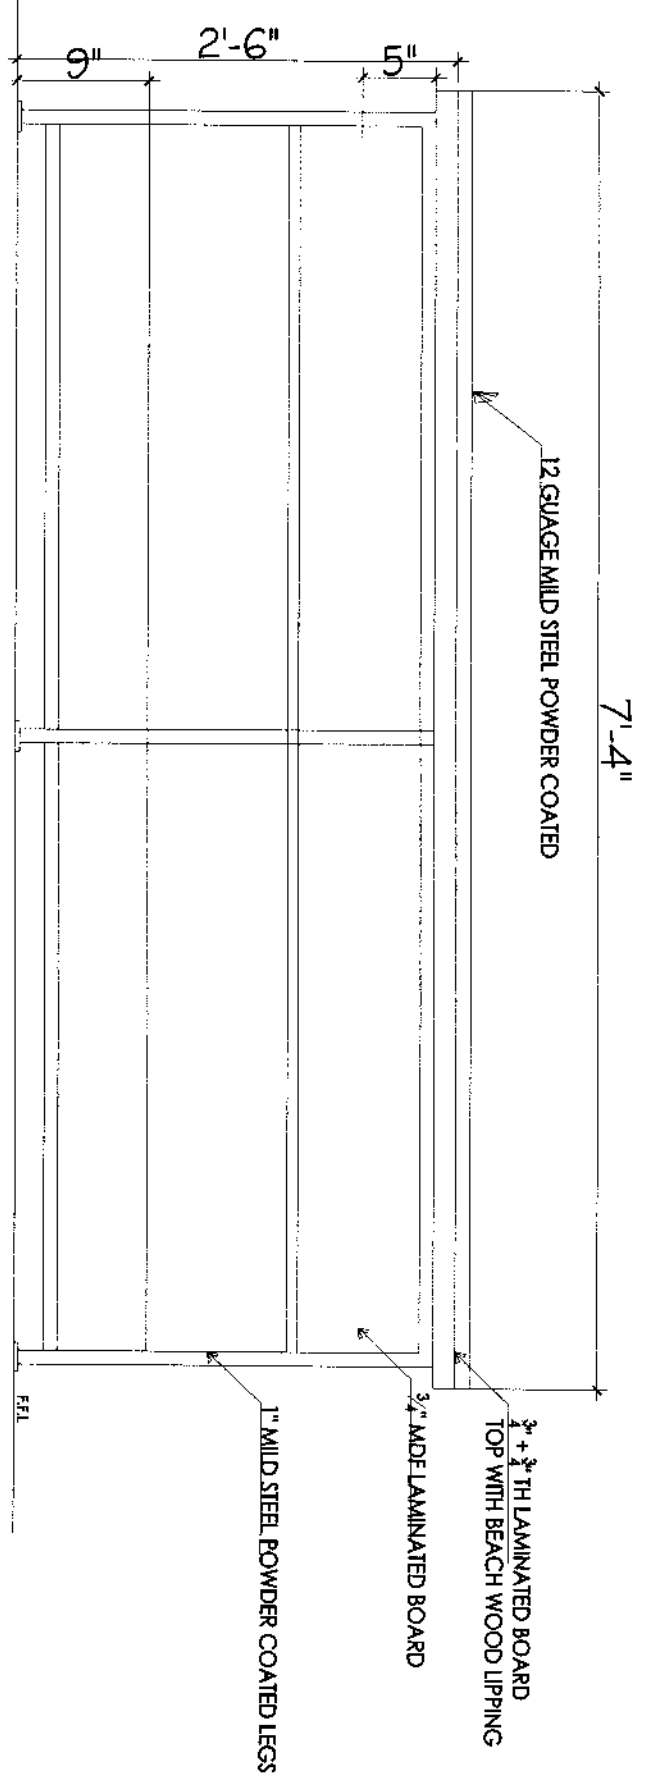 2'-6"
9"
5"
7'-4"
12 GUAGE MILD STEEL POWDER COATED
3/4" + 3/4" TH LAMINATED BOARD
TOP WITH BEACH WOOD LIPPING
3/4" MDF LAMINATED BOARD
1" MILD STEEL POWDER COATED LEGS
F.F.L